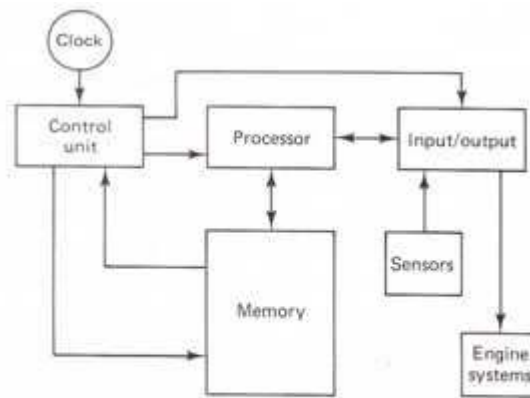 Clock
Control
unit
Processor
Input/output
Sensors
Memory
Engine
systems